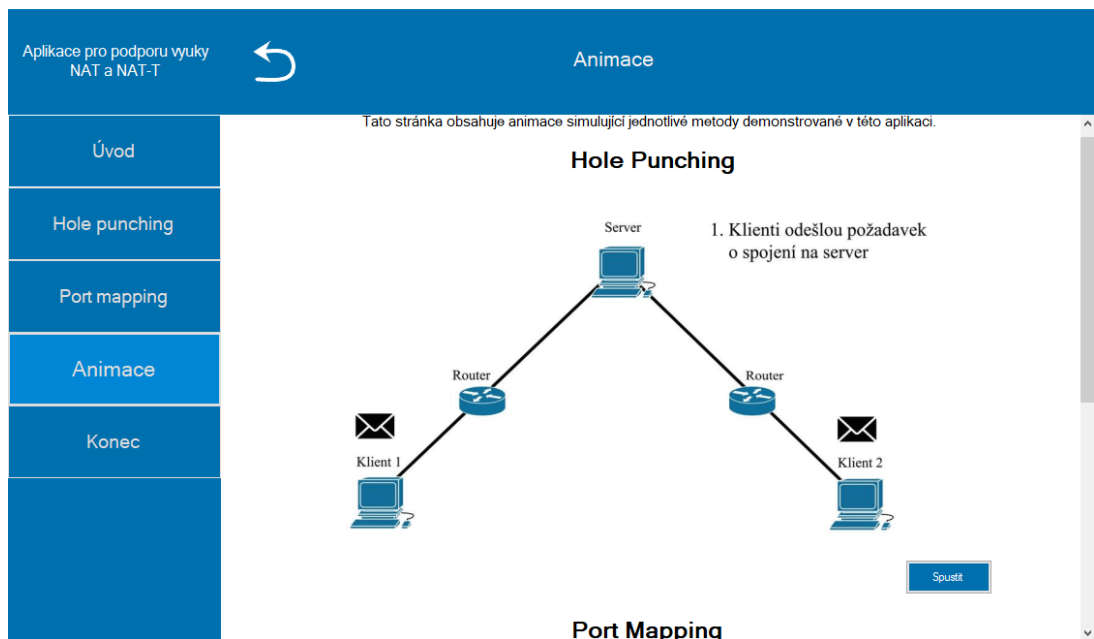 Aplikace pro podporu vyuky
NAT a NAT-T
Animace
Úvod
Hole punching
Port mapping
Animace
Konec
Tato stránka obsahuje animace simulující jednotlivé metody demonstrované v této aplikaci.
Hole Punching
Server
1. Klienti odešlou požadavek
o spojení na server
Router
Router
Klient 1
Klient 2
Spustit
Port Mapping